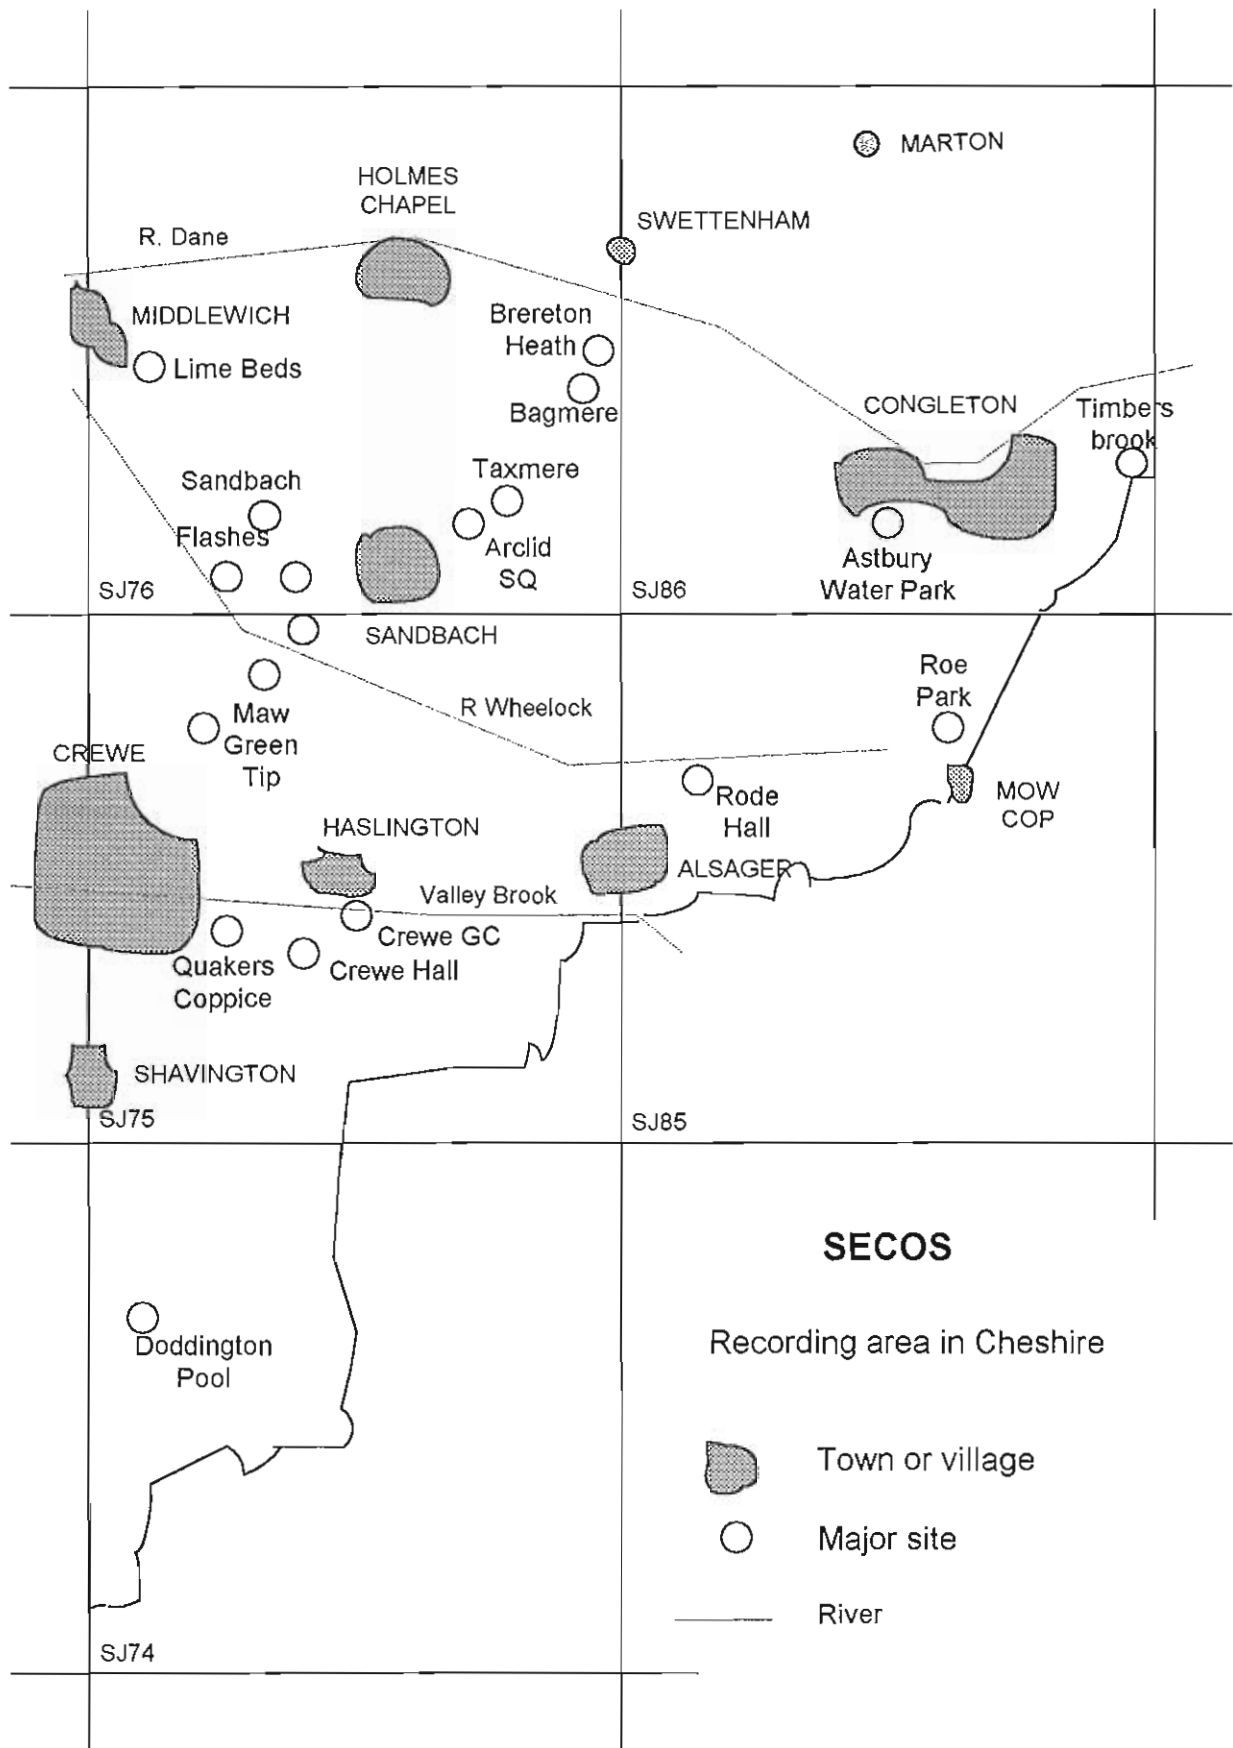 MARTON
HOLMES
CHAPEL
SWETTENHAM
R. Dane
MIDDLEWICH
Brereton
Heath
Lime Beds
Bagmere
CONGLETON
Timbers
brook
Taxmere
Sandbach
Flashes
Arclid
SQ
Astbury
Water Park
SJ76
SJ86
SANDBACH
Roe
Park
R Wheelock
Maw
Green
Tip
CREWE
MOW
COP
Rode
Hall
HASLINGTON
ALSAGER
Valley Brook
Crewe GC
Quakers
Coppice
Crewe Hall
SHAVINGTON
SJ75
SJ85
SECOS
Doddington
Pool
Recording area in Cheshire
Town or village
Major site
River
SJ74